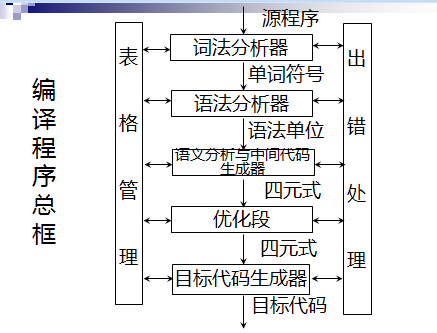 编译程序总框
表格管理
源程序
词法分析器
单词符号
语法分析器
语法单位
语义分析与中间代码
生成器
四元式
优化段
四元式
目标代码生成器
目标代码
出错处理